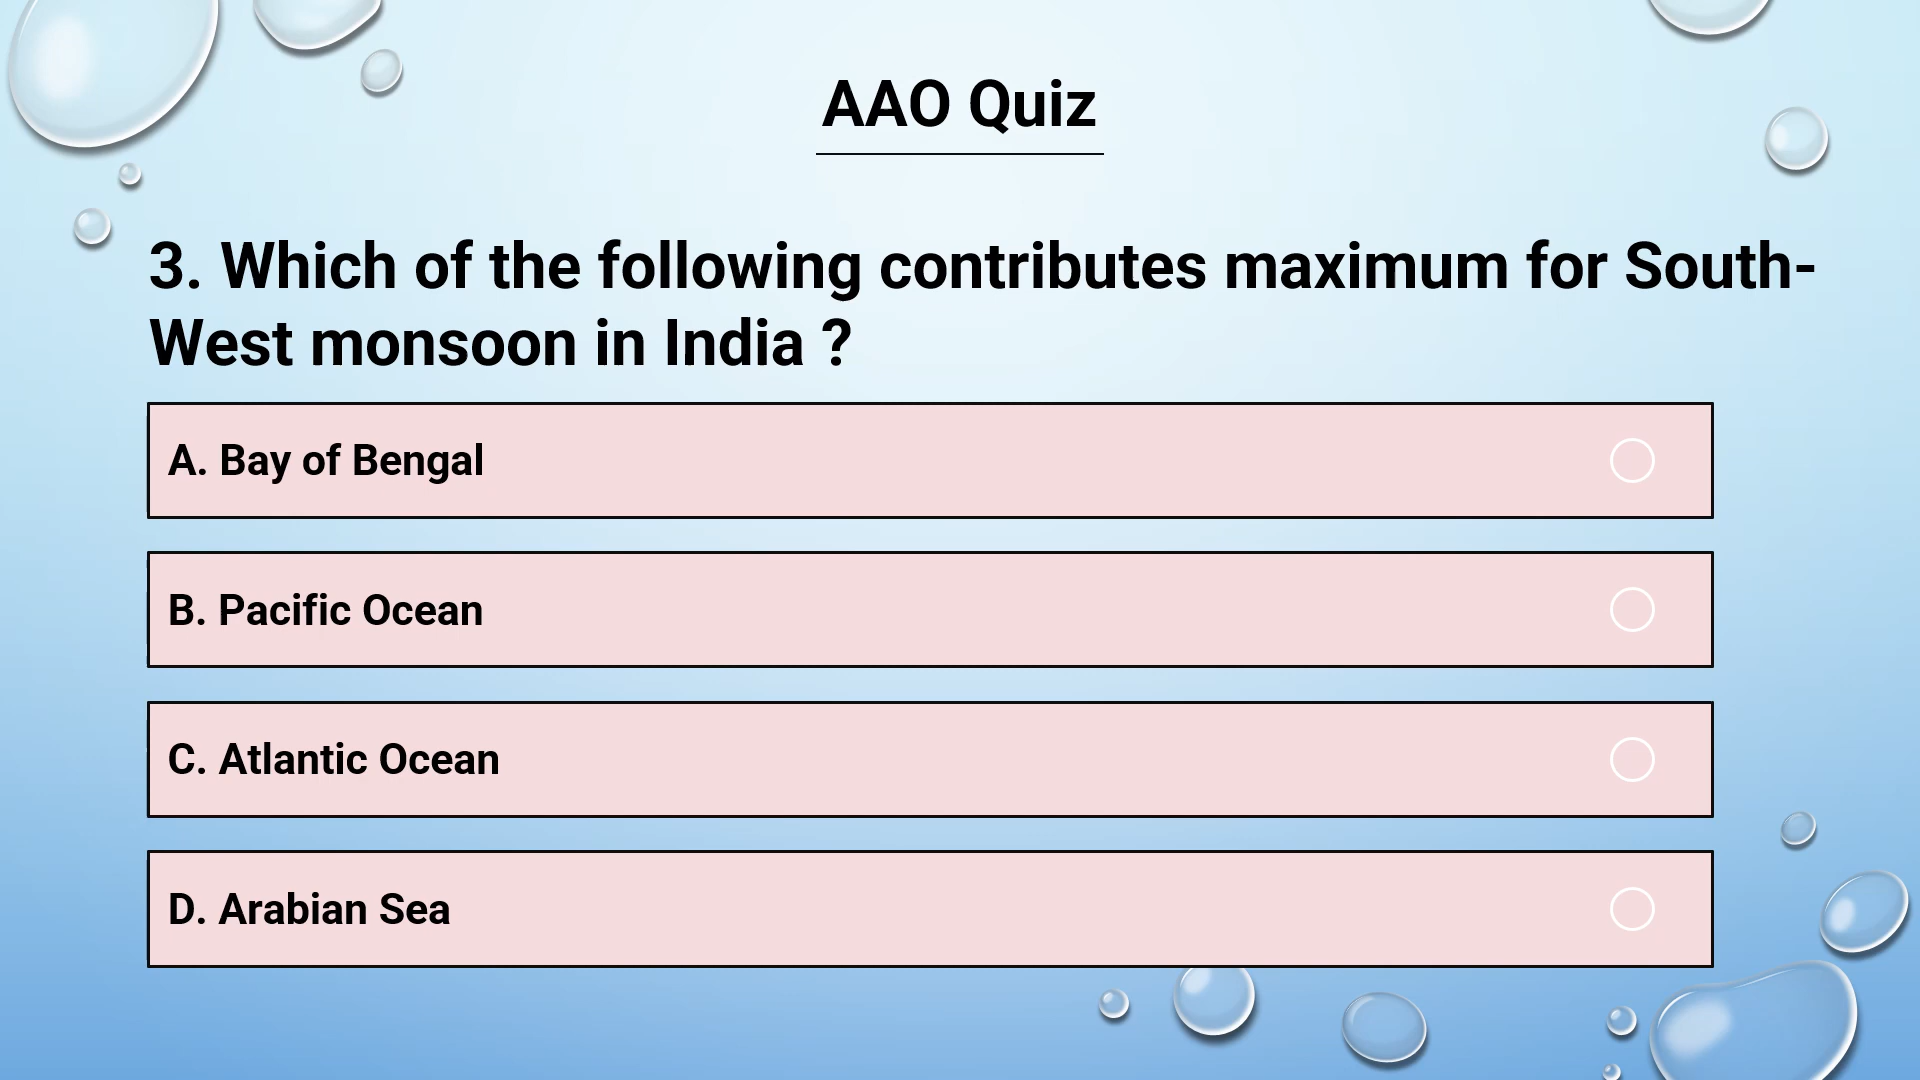 AAO Quiz
3. Which of the following contributes maximum for South-
West monsoon in India ?
A. Bay of Bengal
B. Pacific Ocean
C. Atlantic Ocean
D. Arabian Sea